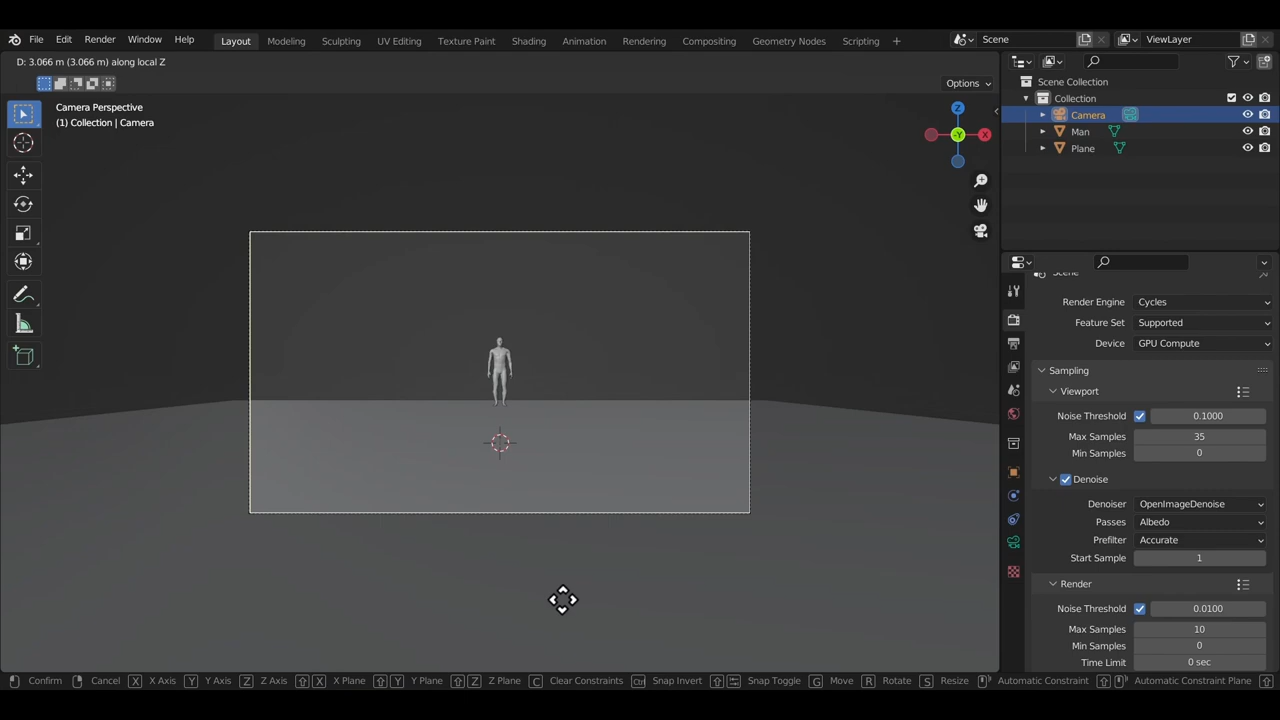 File Edit Render Window Help Layout Modeling Sculpting UV Editing Texture Paint Shading Animation Rendering Compositing Geometry Nodes Scripting + Scene ViewLayer
D: 3.066 m (3.066 m) along local Z
Options
Camera Perspective
(1) Collection | Camera
Z
-Y
X
Scene Collection
Collection
Camera
Man
Plane
Scene
Render Engine Cycles
Feature Set Supported
Device GPU Compute
Sampling
Viewport
Noise Threshold 0.1000
Max Samples 35
Min Samples 0
Denoise
Denoiser OpenImageDenoise
Passes Albedo
Prefilter Accurate
Start Sample 1
Render
Noise Threshold 0.0100
Max Samples 10
Min Samples 0
Time Limit 0 sec
Confirm Cancel X X Axis Y Y Axis Z Z Axis X X Plane Y Y Plane Z Z Plane C Clear Constraints Ctrl Snap Invert Snap Toggle G Move R Rotate S Resize Automatic Constraint Automatic Constraint Plane